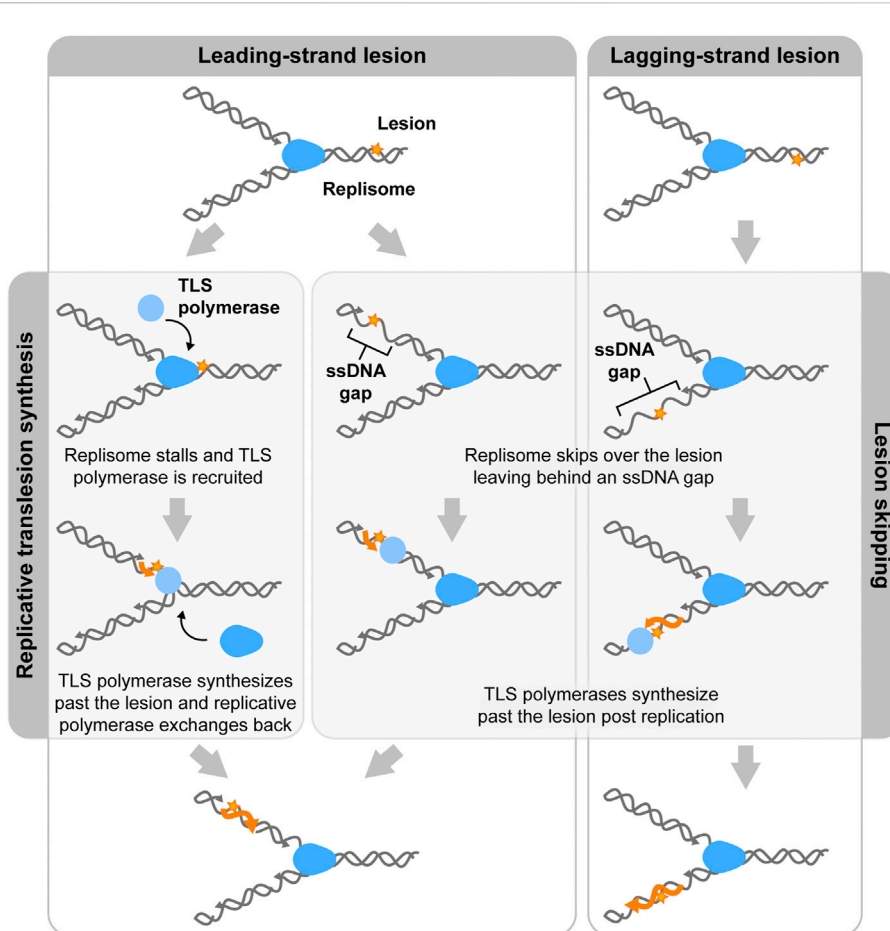 Leading-strand lesion
Lagging-strand lesion
Lesion
Replisome
Replicative translesion synthesis
TLS
polymerase
Replisome stalls and TLS
polymerase is recruited
TLS polymerase synthesizes
past the lesion and replicative
polymerase exchanges back
ssDNA
gap
ssDNA
gap
Replisome skips over the lesion
leaving behind an ssDNA gap
TLS polymerases synthesize
past the lesion post replication
Lesion skipping